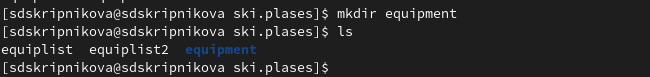 [sdskripnikova@sdskripnikova ski.plases]$ mkdir equipment
[sdskripnikova@sdskripnikova ski.plases]$ ls
equiplist  equiplist2  equipment
[sdskripnikova@sdskripnikova ski.plases]$